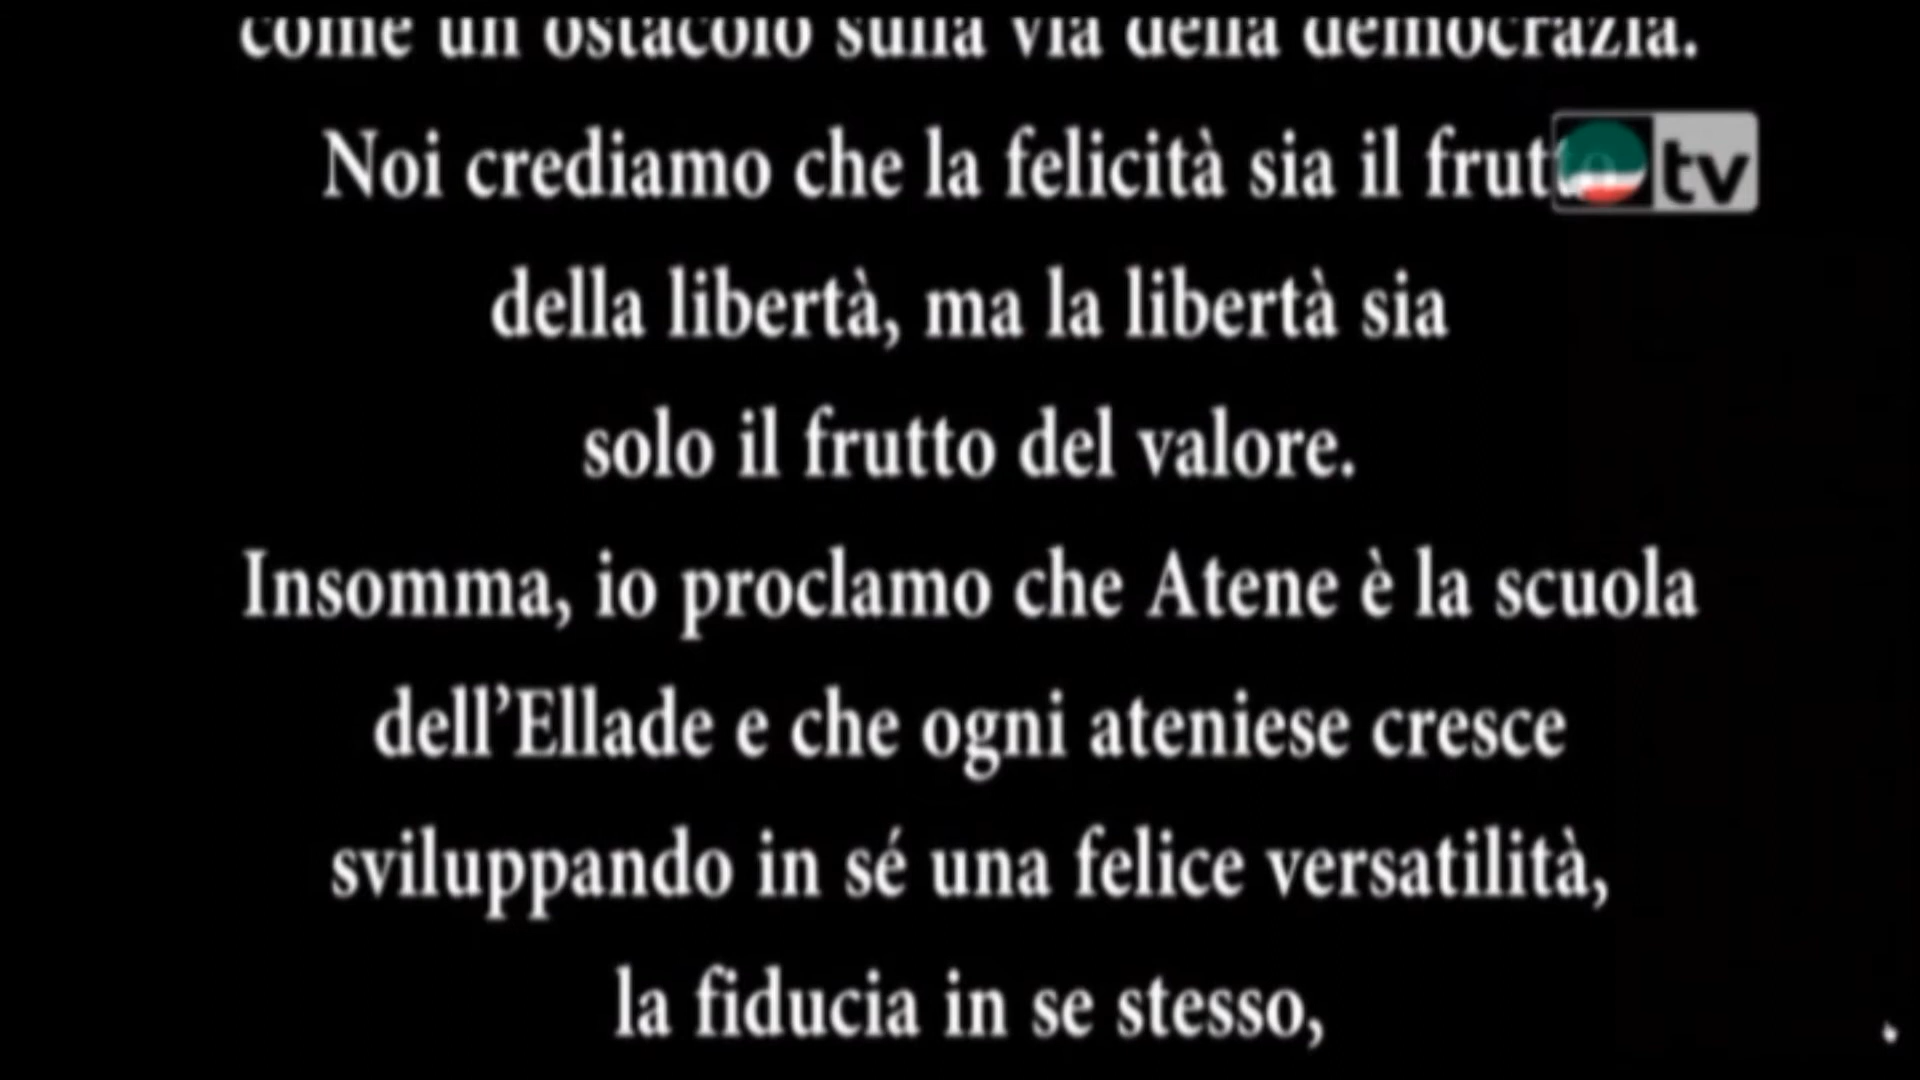 come un ostacolo sulla via della democrazia.
Noi crediamo che la felicità sia il frutto
della libertà, ma la libertà sia
solo il frutto del valore.
Insomma, io proclamo che Atene è la scuola
dell’Ellade e che ogni ateniese cresce
sviluppando in sé una felice versatilità,
la fiducia in se stesso,
tv